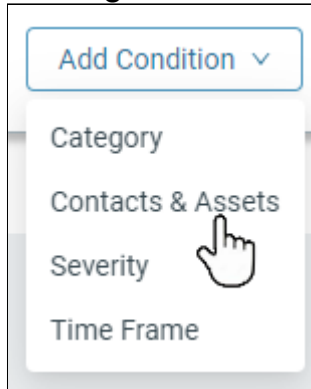 Add Condition
Category
Contacts & Assets
Severity
Time Frame